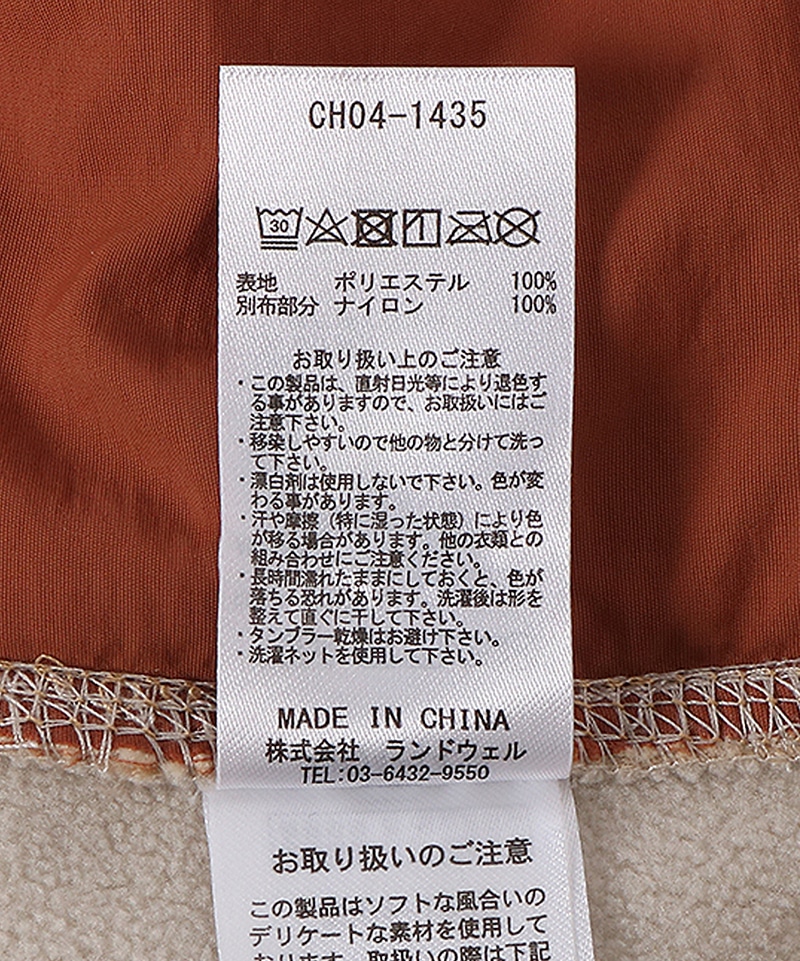 CH04-1435
30
表地 ポリエステル 100%
別布部分 ナイロン 100%
お取り扱い上のご注意
・この製品は、直射日光等により退色す
る事がありますので、お取扱いにはご
注意下さい。
・移染しやすいので他の物と分けて洗っ
て下さい。
・漂白剤は使用しないで下さい。色が変
わる事があります。
・汗や摩擦（特に湿った状態）により色
が移る場合があります。他の衣類との
組み合わせにご注意ください。
・長時間濡れたままにしておくと、色が
落ちる恐れがあります。洗濯後は形を
整えて直ぐに干して下さい。
・タンブラー乾燥はお避け下さい。
・洗濯ネットを使用して下さい。
MADE IN CHINA
株式会社 ランドウェル
TEL:03-6432-9550
お取り扱いのご注意
この製品はソフトな風合いの
デリケートな素材を使用して
おります。取扱いの際は下記